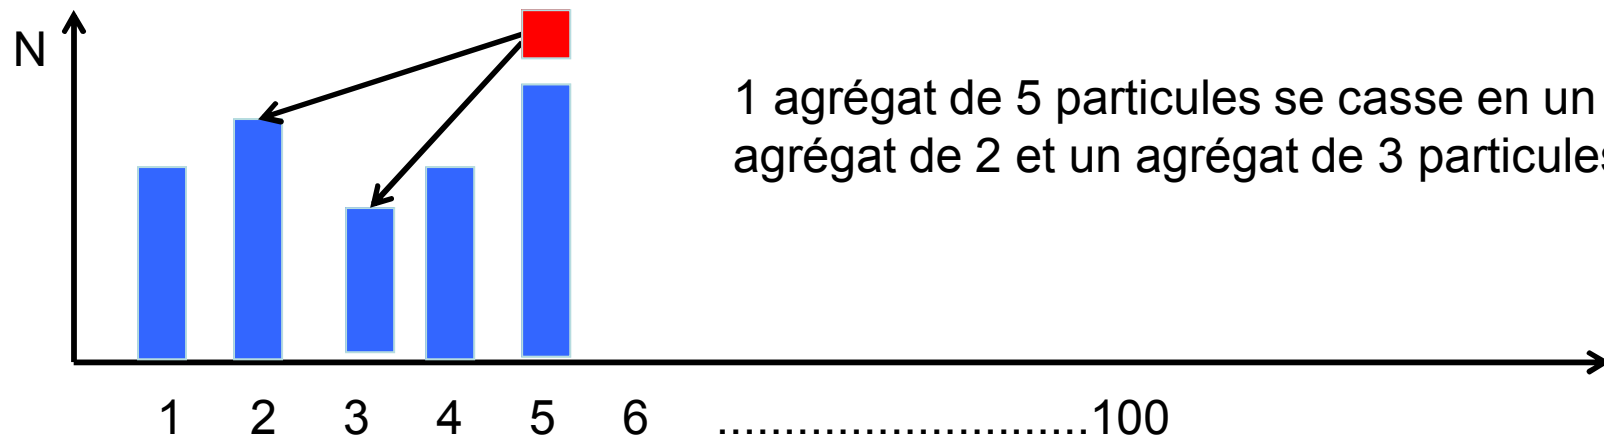 N
1 agrégat de 5 particules se casse en un
agrégat de 2 et un agrégat de 3 particules
1 2 3 4 5 6 ............................100